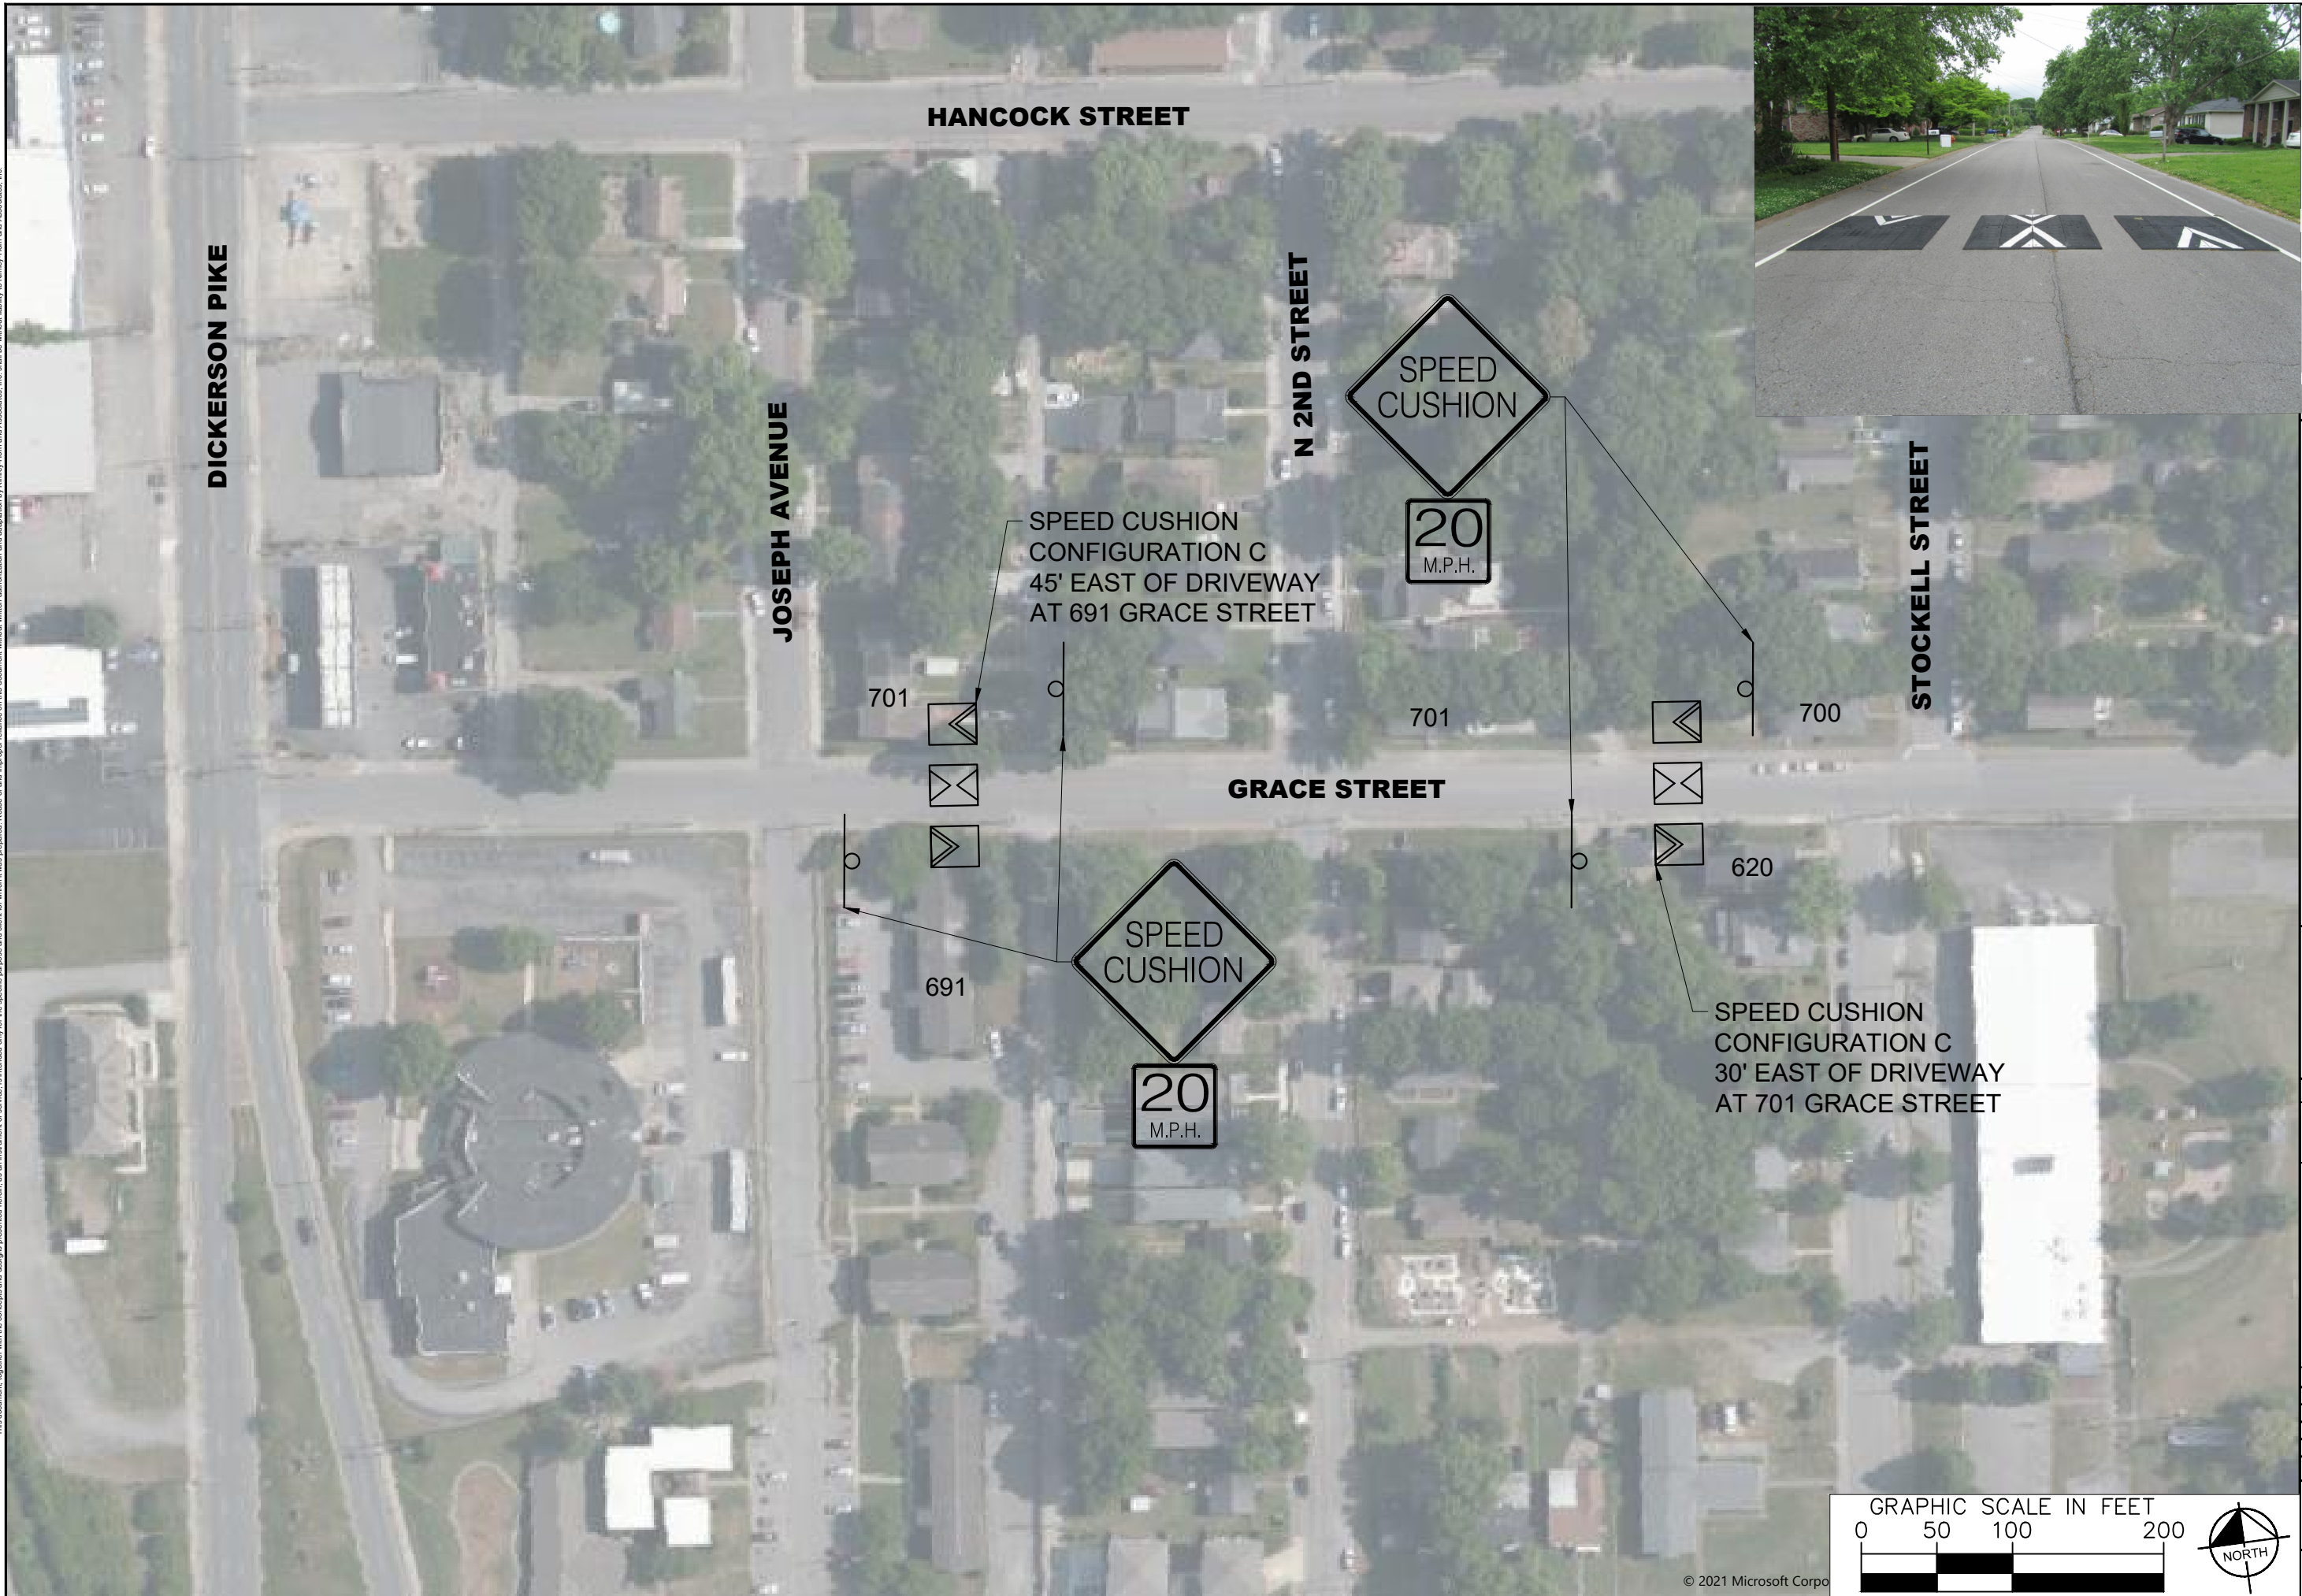 HANCOCK STREET
DICKERSON PIKE
JOSEPH AVENUE
N 2ND STREET
STOCKELL STREET
SPEED
CUSHION
20
M.P.H.
SPEED CUSHION
CONFIGURATION C
45' EAST OF DRIVEWAY
AT 691 GRACE STREET
701
701
700
GRACE STREET
620
SPEED
CUSHION
20
M.P.H.
691
SPEED CUSHION
CONFIGURATION C
30' EAST OF DRIVEWAY
AT 701 GRACE STREET
GRAPHIC SCALE IN FEET
0 50 100 200
NORTH
© 2021 Microsoft Corpo